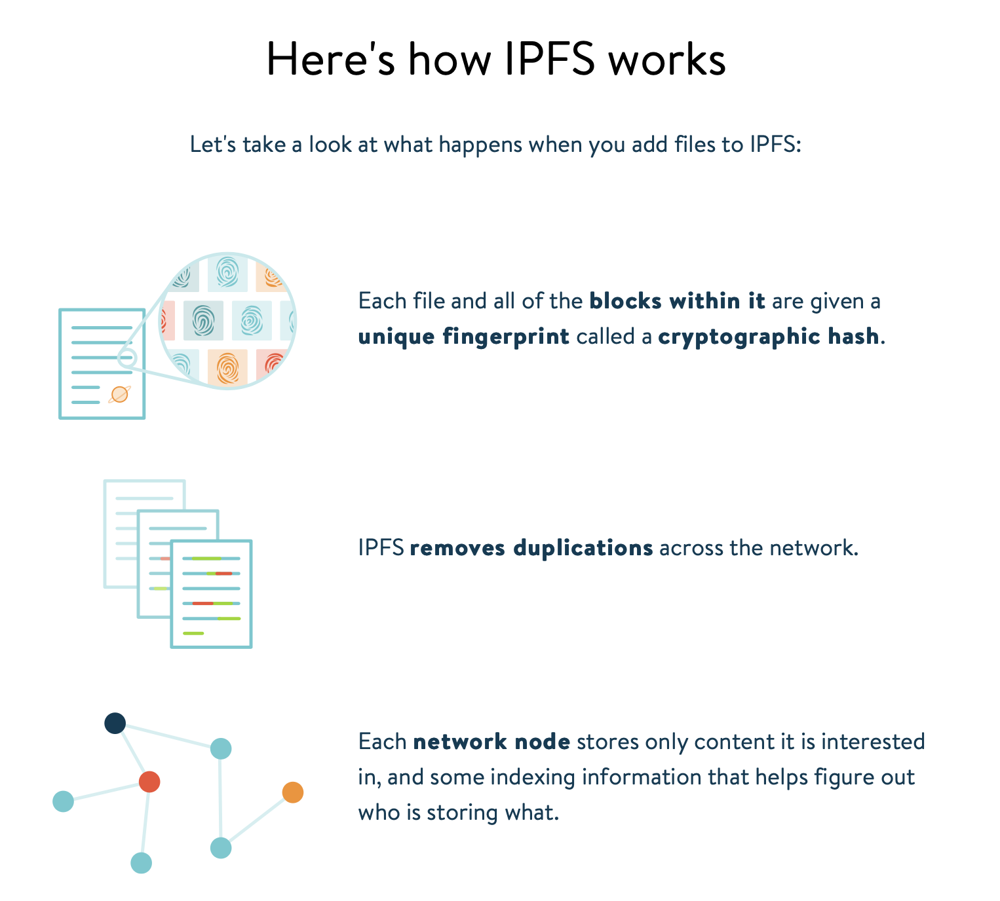 Here's how IPFS works
Let's take a look at what happens when you add files to IPFS:
Each file and all of the blocks within it are given a
unique fingerprint called a cryptographic hash.
IPFS removes duplications across the network.
Each network node stores only content it is interested
in, and some indexing information that helps figure out
who is storing what.